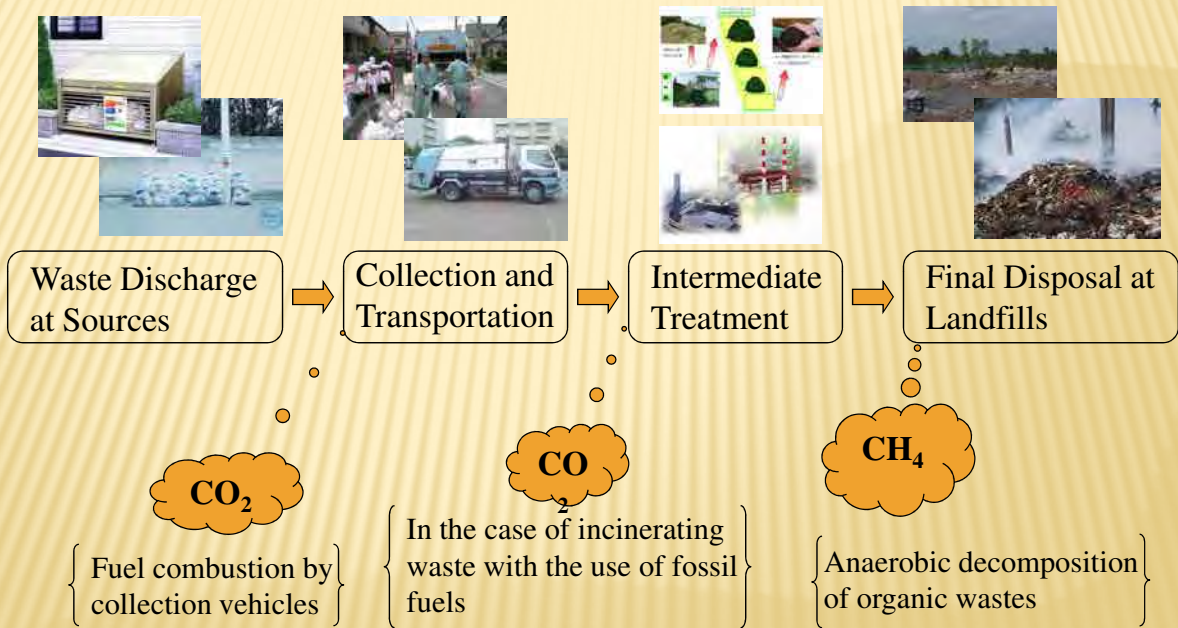 Waste Discharge
at Sources
Collection and
Transportation
Intermediate
Treatment
Final Disposal at
Landfills
CO₂
CO
2
CH₄
Fuel combustion by
collection vehicles
In the case of incinerating
waste with the use of fossil
fuels
Anaerobic decomposition
of organic wastes